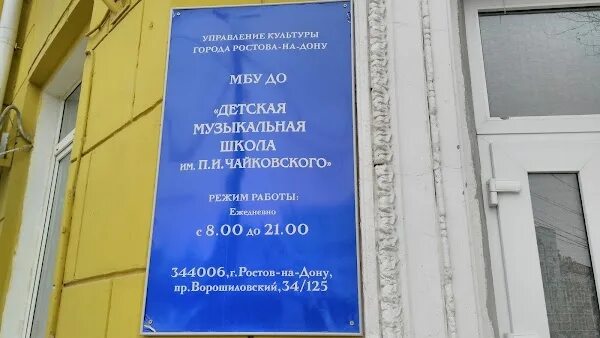 УПРАВЛЕНИЕ КУЛЬТУРЫ
ГОРОДА РОСТОВА-НА-ДОНУ
МБУ ДО
«ДЕТСКАЯ
МУЗЫКАЛЬНАЯ
ШКОЛА
ИМ. П.И. ЧАЙКОВСКОГО»
РЕЖИМ РАБОТЫ:
Ежедневно
с 8.00 до 21.00
344006, г. Ростов-на-Дону,
пр. Ворошиловский, 34/125